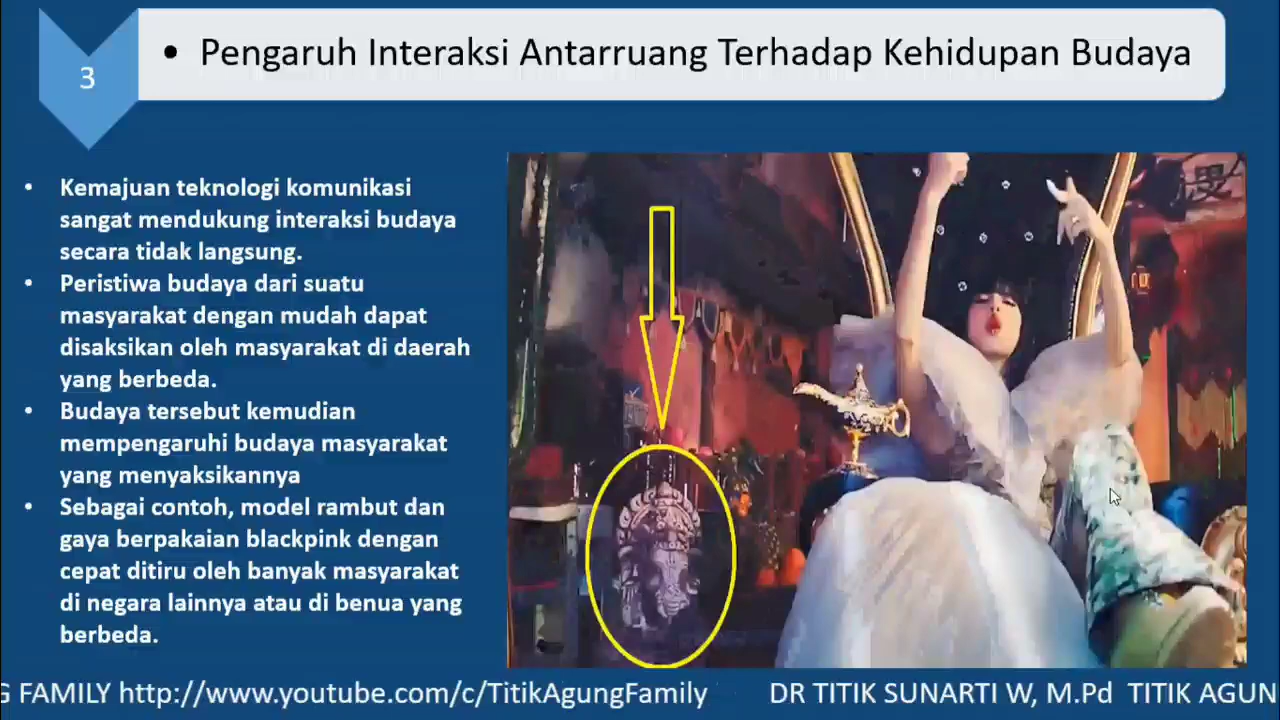 3
• Pengaruh Interaksi Antarruang Terhadap Kehidupan Budaya
• Kemajuan teknologi komunikasi
sangat mendukung interaksi budaya
secara tidak langsung.
• Peristiwa budaya dari suatu
masyarakat dengan mudah dapat
disaksikan oleh masyarakat di daerah
yang berbeda.
• Budaya tersebut kemudian
mempengaruhi budaya masyarakat
yang menyaksikannya
• Sebagai contoh, model rambut dan
gaya berpakaian blackpink dengan
cepat ditiru oleh banyak masyarakat
di negara lainnya atau di benua yang
berbeda.
G FAMILY http://www.youtube.com/c/TitikAgungFamily DR TITIK SUNARTI W, M.Pd TITIK AGUN